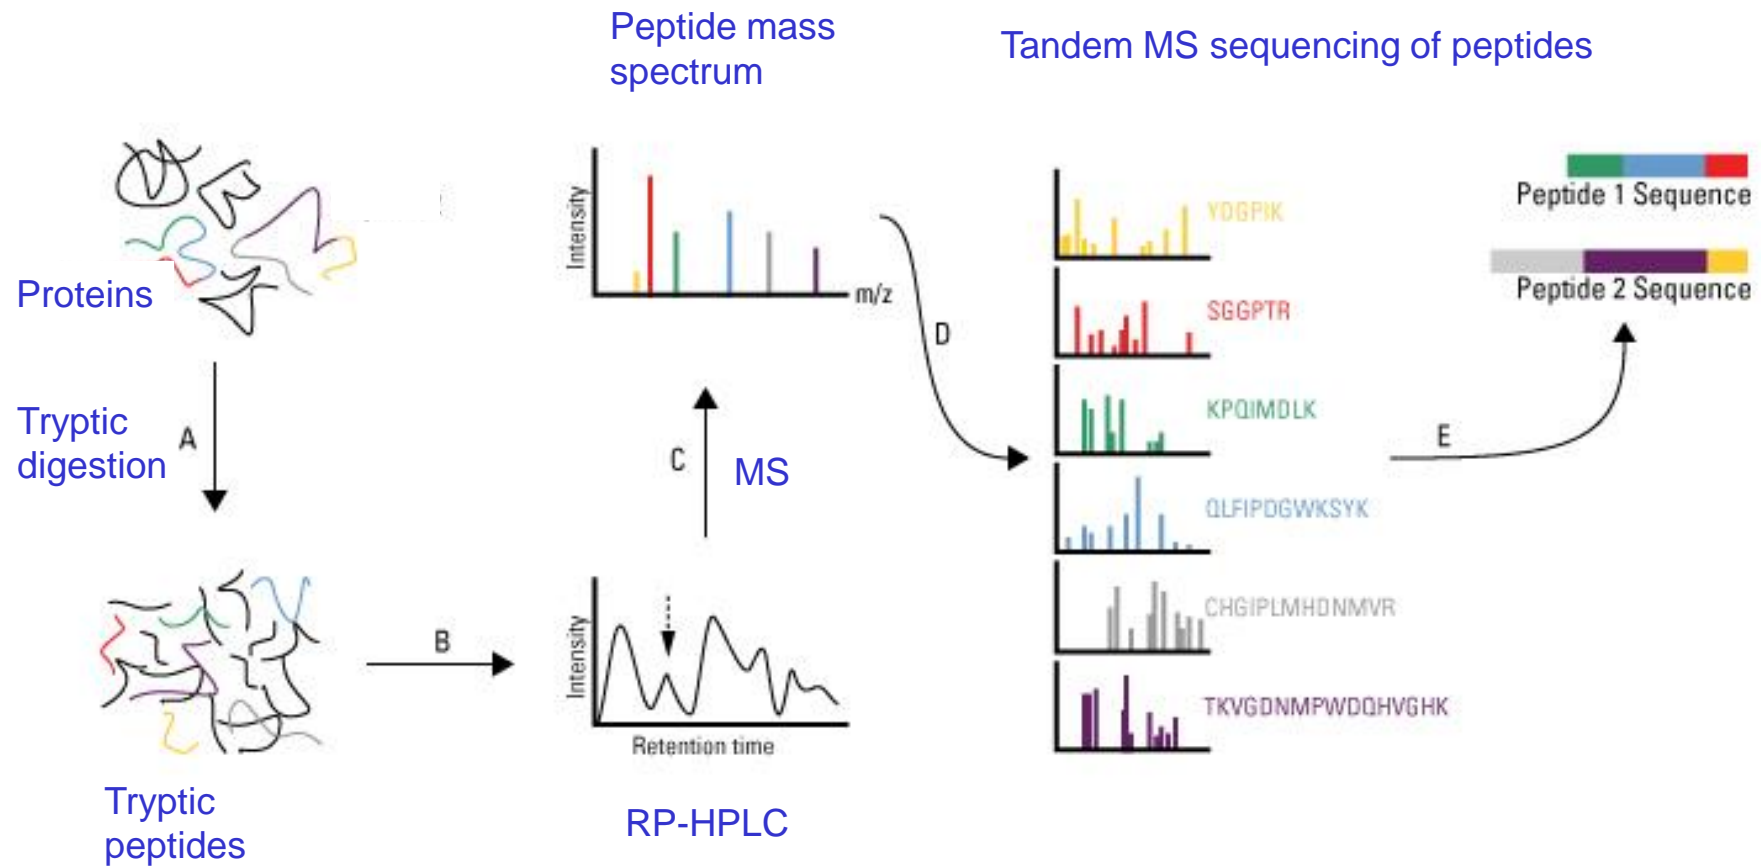 Peptide mass
spectrum
Tandem MS sequencing of peptides
Proteins
Tryptic
digestion
A
Tryptic
peptides
B
Intensity
Retention time
RP-HPLC
C
MS
Intensity
m/z
D
YDGPIK
SGGPTR
KPQIMDLK
QLFIPDGWKSYK
CHGIPLMHDNMVR
TKVGDNMPWDQHVGHK
E
Peptide 1 Sequence
Peptide 2 Sequence